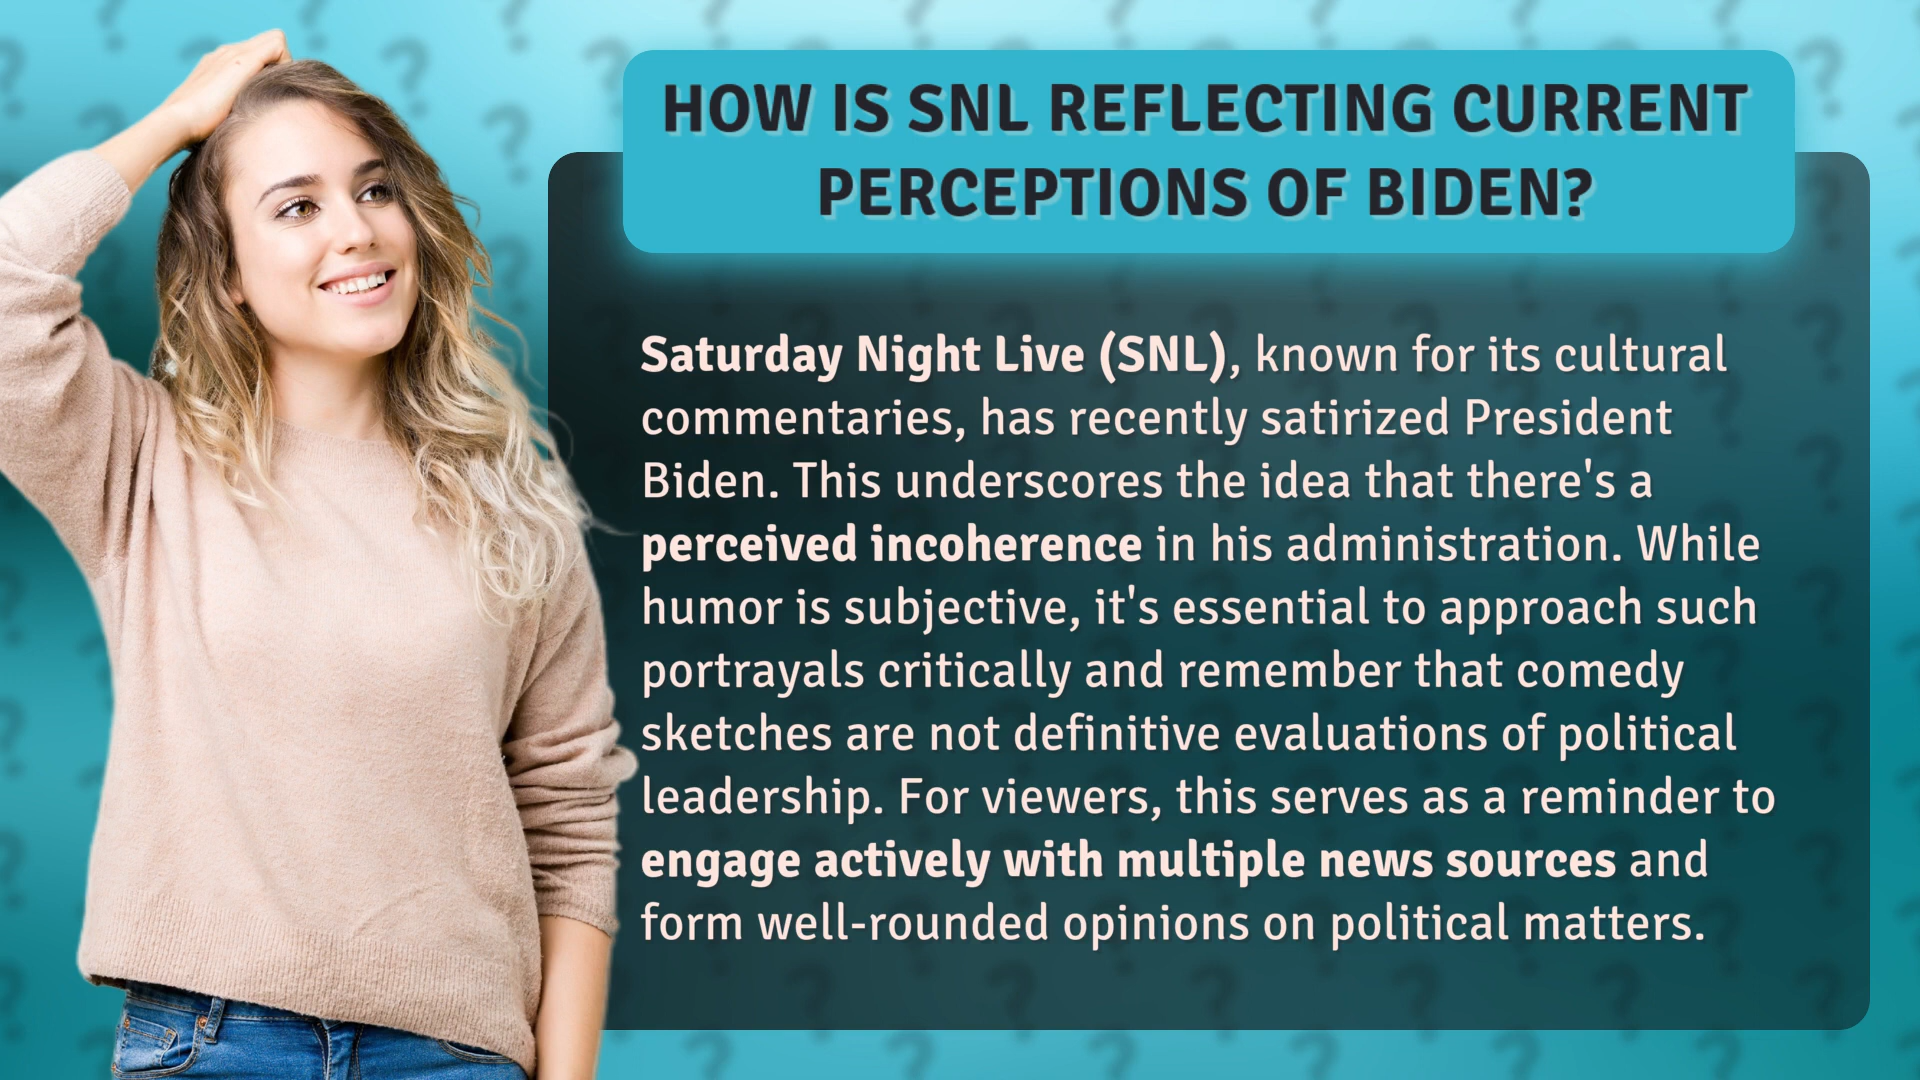 HOW IS SNL REFLECTING CURRENT
PERCEPTIONS OF BIDEN?
Saturday Night Live (SNL), known for its cultural
commentaries, has recently satirized President
Biden. This underscores the idea that there's a
perceived incoherence in his administration. While
humor is subjective, it's essential to approach such
portrayals critically and remember that comedy
sketches are not definitive evaluations of political
leadership. For viewers, this serves as a reminder to
engage actively with multiple news sources and
form well-rounded opinions on political matters.